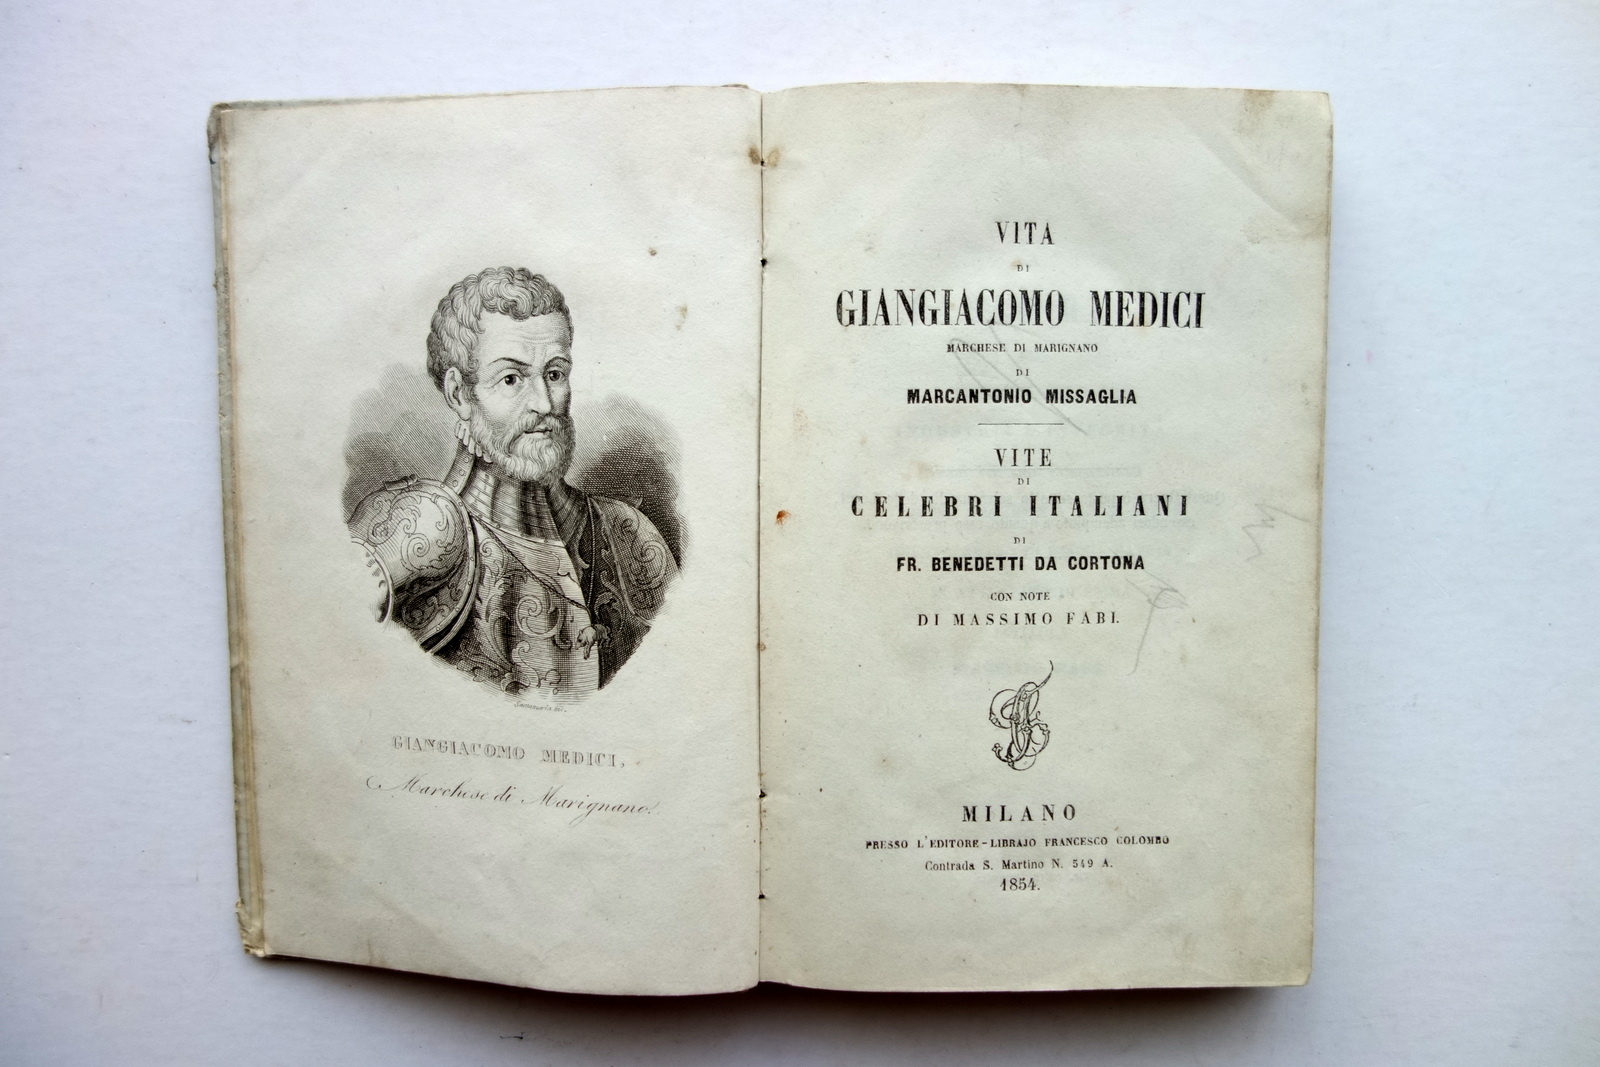 GIANGIACOMO MEDICI,
Marchese di Marignano.
VITA
DI
GIANGIACOMO MEDICI
MARCHESE DI MARIGNANO
DI
MARCANTONIO MISSAGLIA
VITE
DI
CELEBRI ITALIANI
DI
FR. BENEDETTI DA CORTONA
CON NOTE
DI MASSIMO FABI.
MILANO
PRESSO L'EDITORE-LIBRAJO FRANCESCO COLOMBO
Contrada S. Martino N. 549 A.
1854.